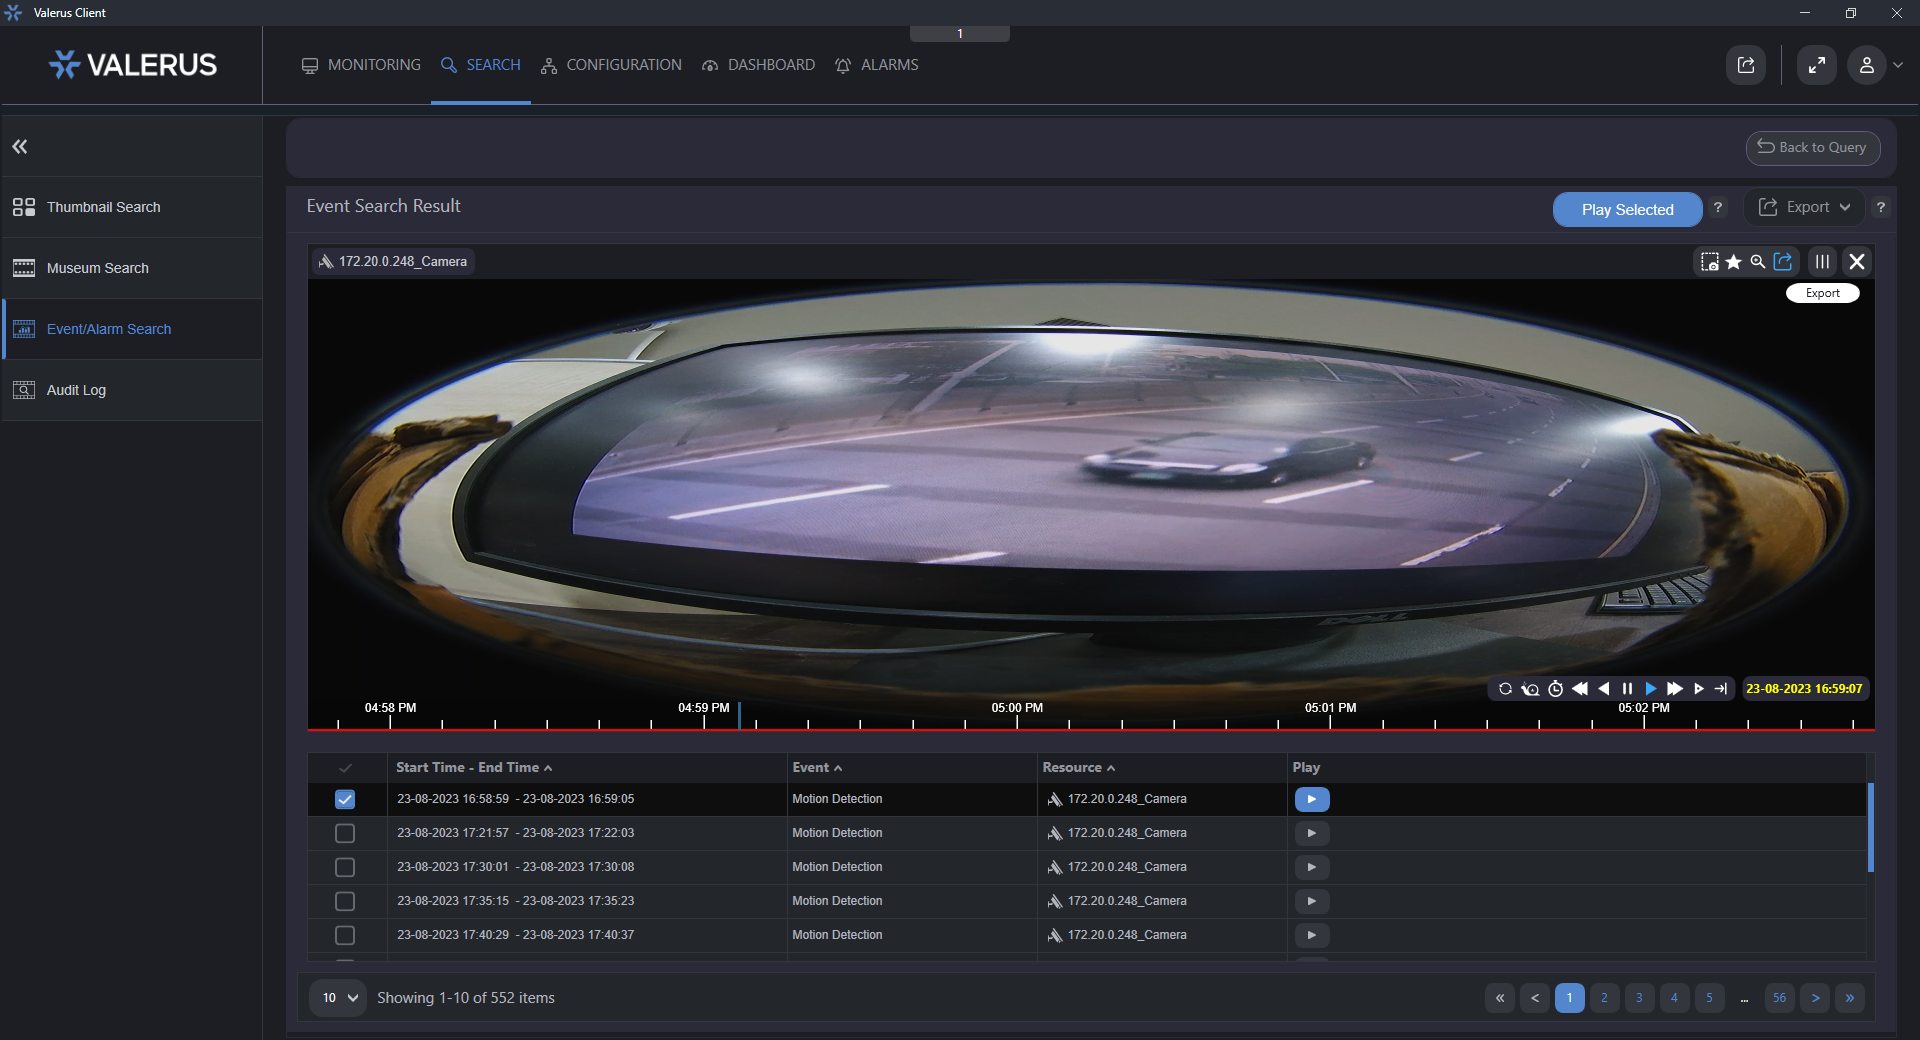 Valerus Client
1
VALERUS
MONITORING
SEARCH
CONFIGURATION
DASHBOARD
ALARMS
Back to Query
Thumbnail Search
Museum Search
Event/Alarm Search
Audit Log
Event Search Result
Play Selected
?
Export
?
172.20.0.248_Camera
Export
DELL
23-08-2023 16:59:07
04:58 PM
04:59 PM
05:00 PM
05:01 PM
05:02 PM
Start Time - End Time
Event
Resource
Play
23-08-2023 16:58:59 - 23-08-2023 16:59:05
Motion Detection
172.20.0.248_Camera
23-08-2023 17:21:57 - 23-08-2023 17:22:03
Motion Detection
172.20.0.248_Camera
23-08-2023 17:30:01 - 23-08-2023 17:30:08
Motion Detection
172.20.0.248_Camera
23-08-2023 17:35:15 - 23-08-2023 17:35:23
Motion Detection
172.20.0.248_Camera
23-08-2023 17:40:29 - 23-08-2023 17:40:37
Motion Detection
172.20.0.248_Camera
10
Showing 1-10 of 552 items
« < 1 2 3 4 5 ... 56 > »